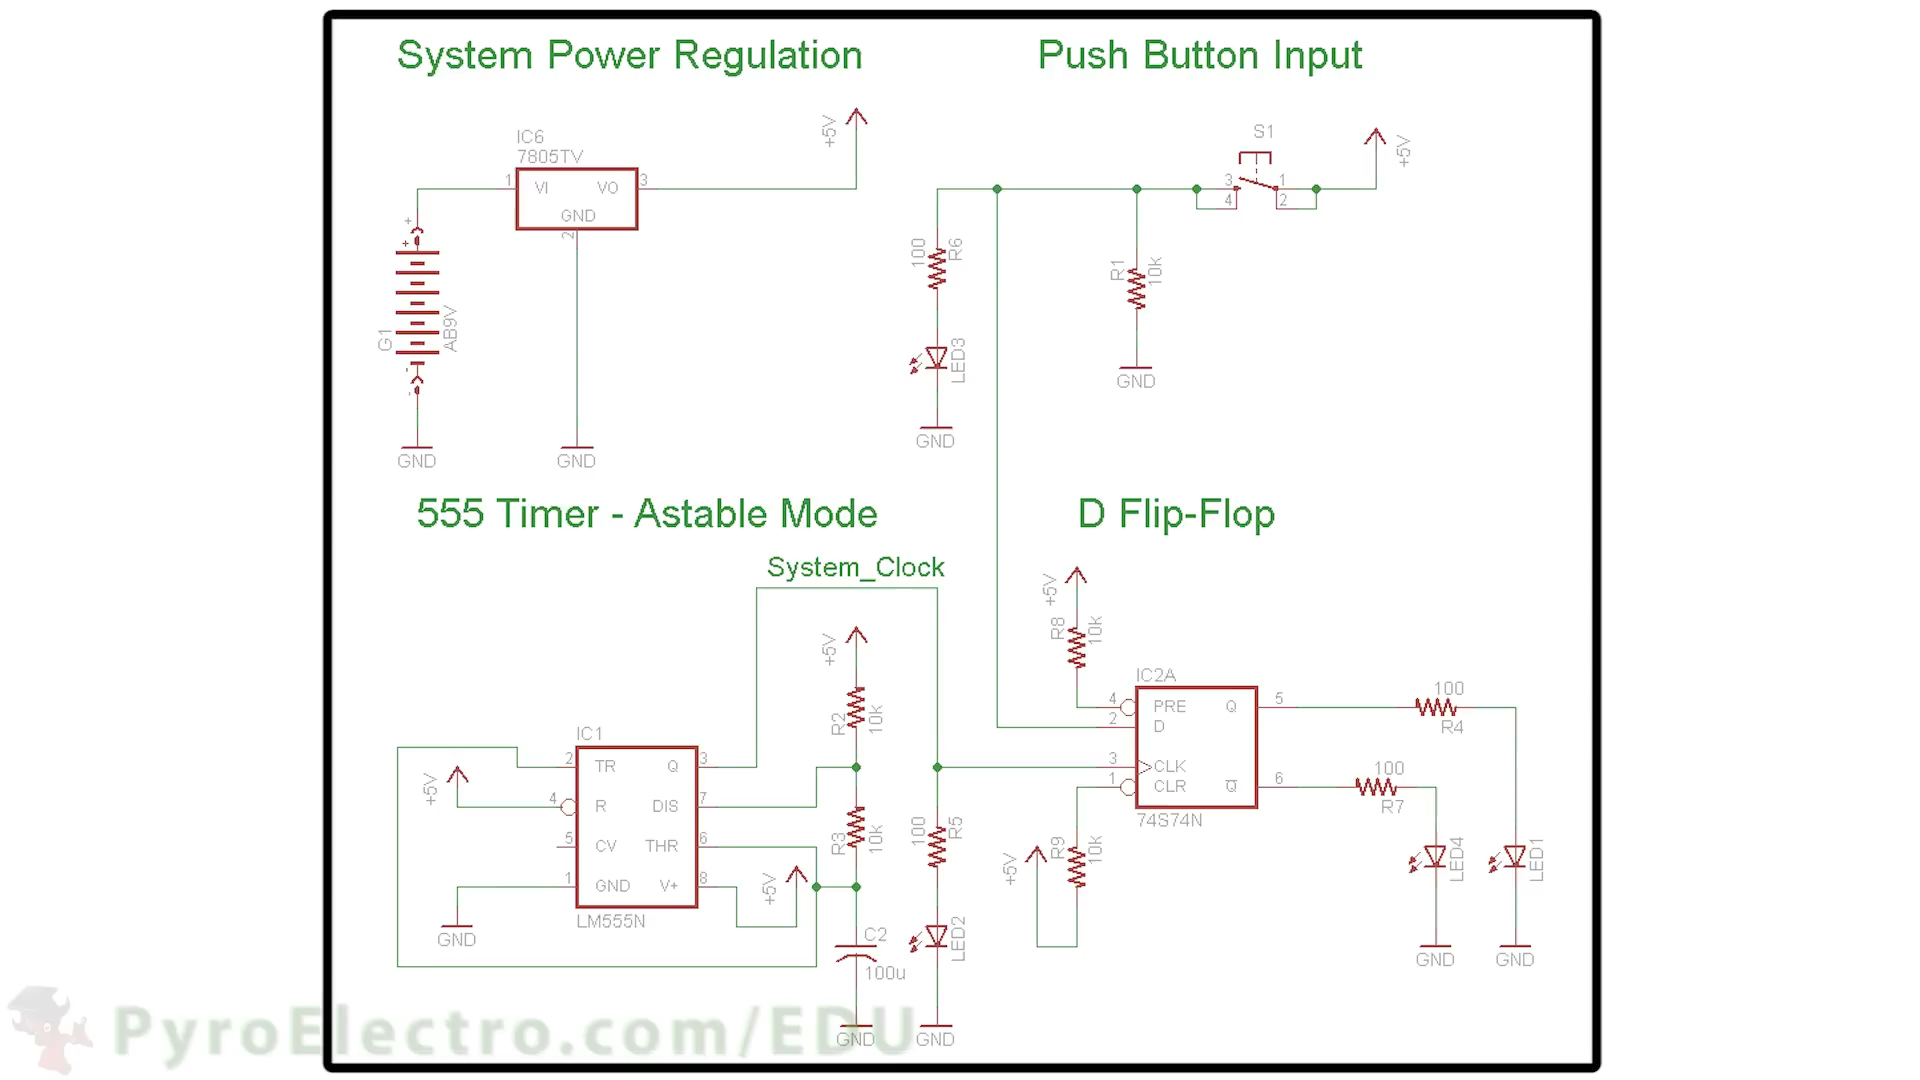 System Power Regulation
Push Button Input
IC6
7805TV
1
VI
VO
3
GND
2
+5V
+
+
G1
AB9V
-
-
GND
GND
S1
3
1
4
2
+5V
100
R6
LED3
GND
R1
10k
GND
555 Timer - Astable Mode
D Flip-Flop
System_Clock
+5V
R2
10k
R3
10k
IC1
2
TR
Q
3
+5V
4
R
DIS
7
5
CV
THR
6
1
GND
V+
8
LM555N
GND
+5V
C2
100u
GND
100
R5
LED2
GND
+5V
R8
10k
IC2A
4
PRE
Q
5
2
D
3
CLK
1
CLR
Q
6
74S74N
+5V
R9
10k
100
R4
100
R7
LED4
LED1
GND
GND
PyroElectro.com/EDU